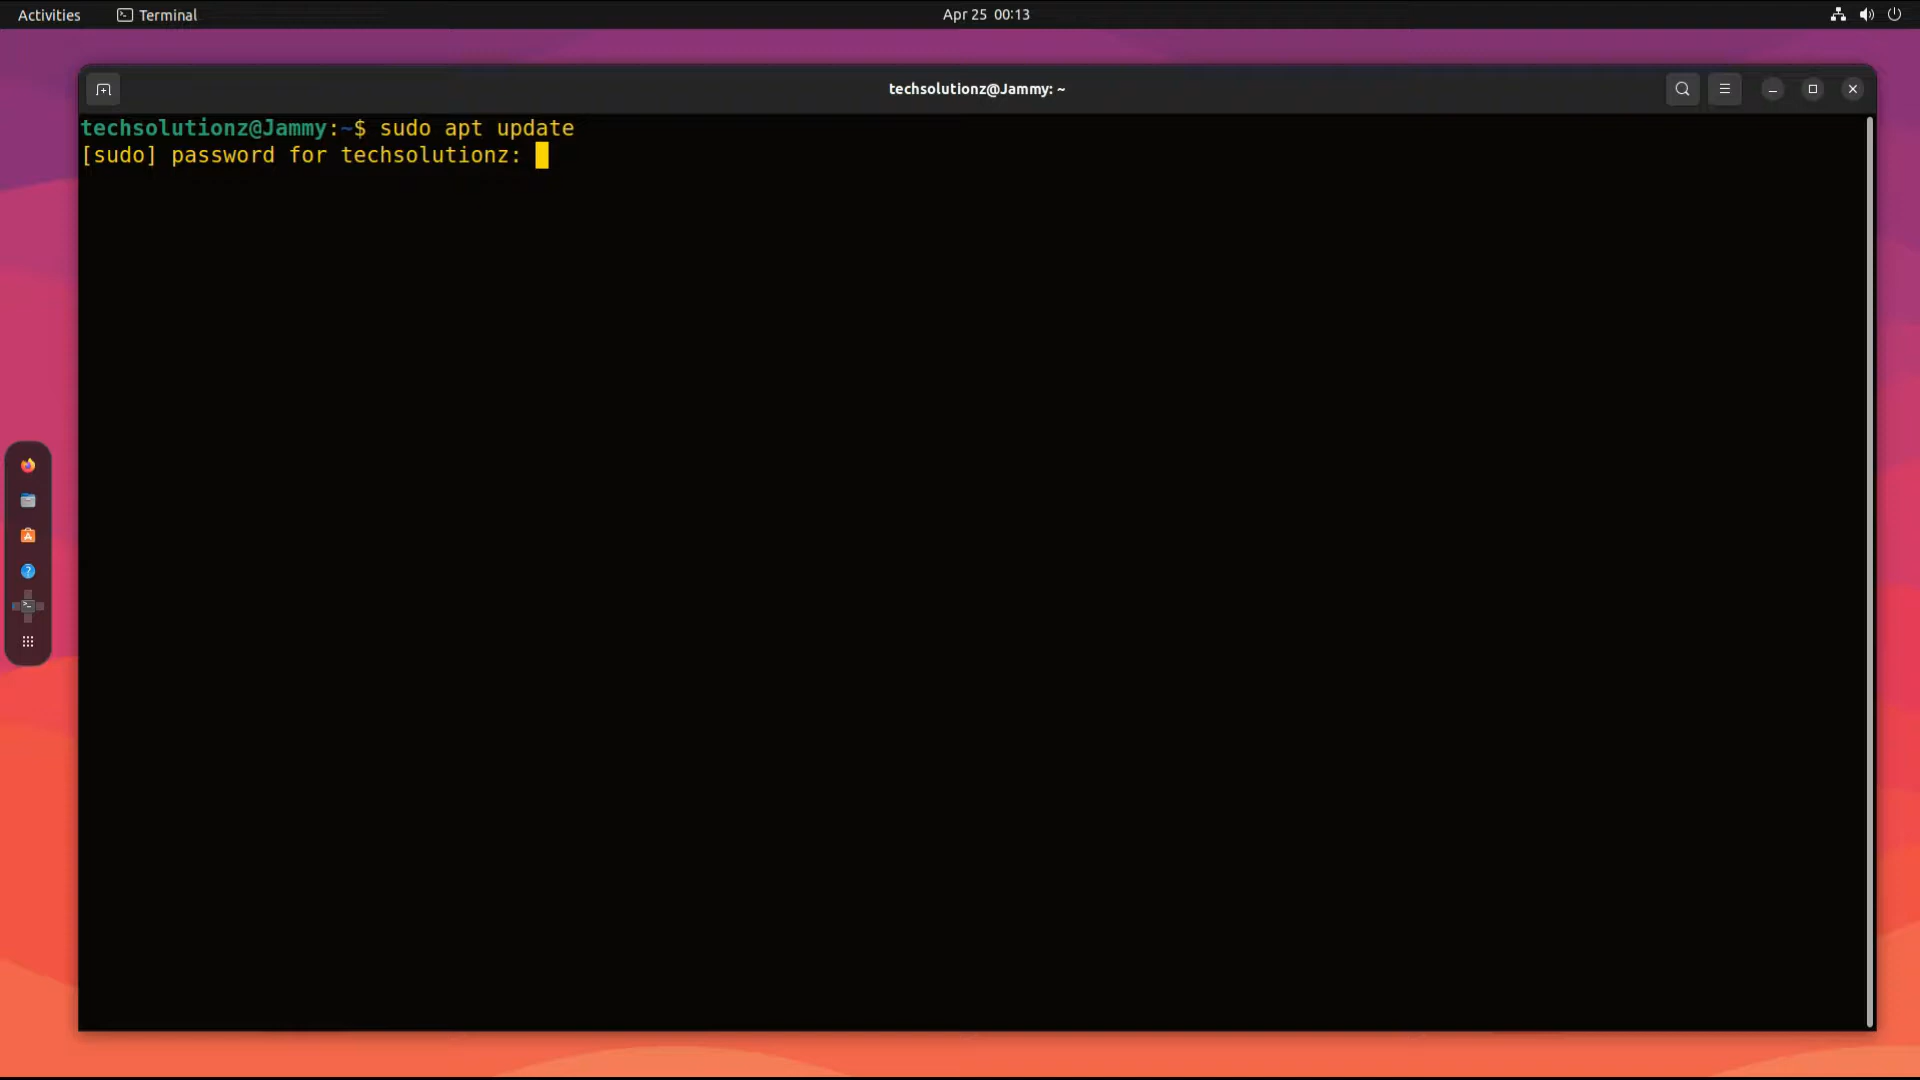 Activities
Terminal
Apr 25 00:13
techsolutionz@Jammy: ~
techsolutionz@Jammy:~$ sudo apt update
[sudo] password for techsolutionz: